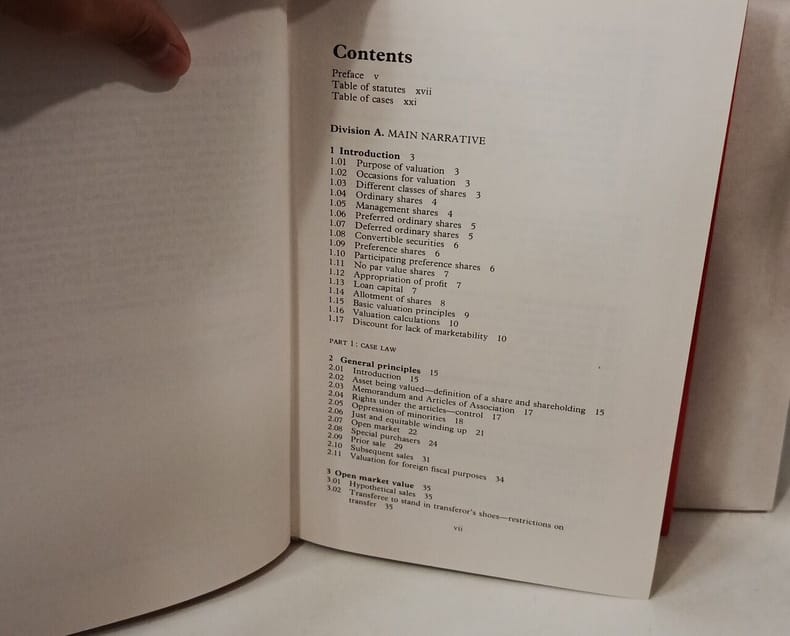 Contents
Preface v
Table of statutes xvii
Table of cases xxi
Division A. MAIN NARRATIVE
1 Introduction 3
1.01 Purpose of valuation 3
1.02 Occasions for valuation 3
1.03 Different classes of shares 3
1.04 Ordinary shares 4
1.05 Management shares 4
1.06 Preferred ordinary shares 5
1.07 Deferred ordinary shares 5
1.08 Convertible securities 6
1.09 Preference shares 6
1.10 Participating preference shares 6
1.11 No par value shares 7
1.12 Appropriation of profit 7
1.13 Loan capital 7
1.14 Allotment of shares 8
1.15 Basic valuation principles 9
1.16 Valuation calculations 10
1.17 Discount for lack of marketability 10
PART 1: CASE LAW
2 General principles 15
2.01 Introduction 15
2.02 Asset being valued—definition of a share and shareholding 15
2.03 Memorandum and Articles of Association 17
2.04 Rights under the articles—control 17
2.05 Oppression of minorities 18
2.06 Just and equitable winding up 21
2.07 Open market 22
2.08 Special purchasers 24
2.09 Prior sale 29
2.10 Subsequent sales 31
2.11 Valuation for foreign fiscal purposes 34
3 Open market value 35
3.01 Hypothetical sales 35
3.02 Transferee to stand in transferor's shoes—restrictions on
transfer 35
vii